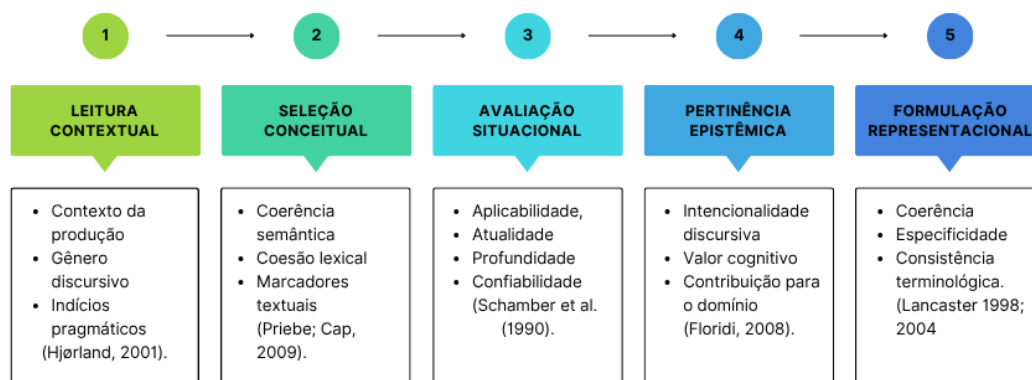 1
2
3
4
5
LEITURA
CONTEXTUAL
SELEÇÃO
CONCEITUAL
AVALIAÇÃO
SITUACIONAL
PERTINÊNCIA
EPISTÊMICA
FORMULAÇÃO
REPRESENTACIONAL
• Contexto da
produção
• Gênero
discursivo
• Indícios
pragmáticos
(Hjørland, 2001).
• Coerência
semântica
• Coesão lexical
• Marcadores
textuais
(Priebe; Cap,
2009).
• Aplicabilidade,
• Atualidade
• Profundidade
• Confiabilidade
(Schamber et al.
(1990).
• Intencionalidade
discursiva
• Valor cognitivo
• Contribuição para
o domínio
(Floridi, 2008).
• Coerência
• Especificidade
• Consistência
terminológica.
(Lancaster 1998;
2004